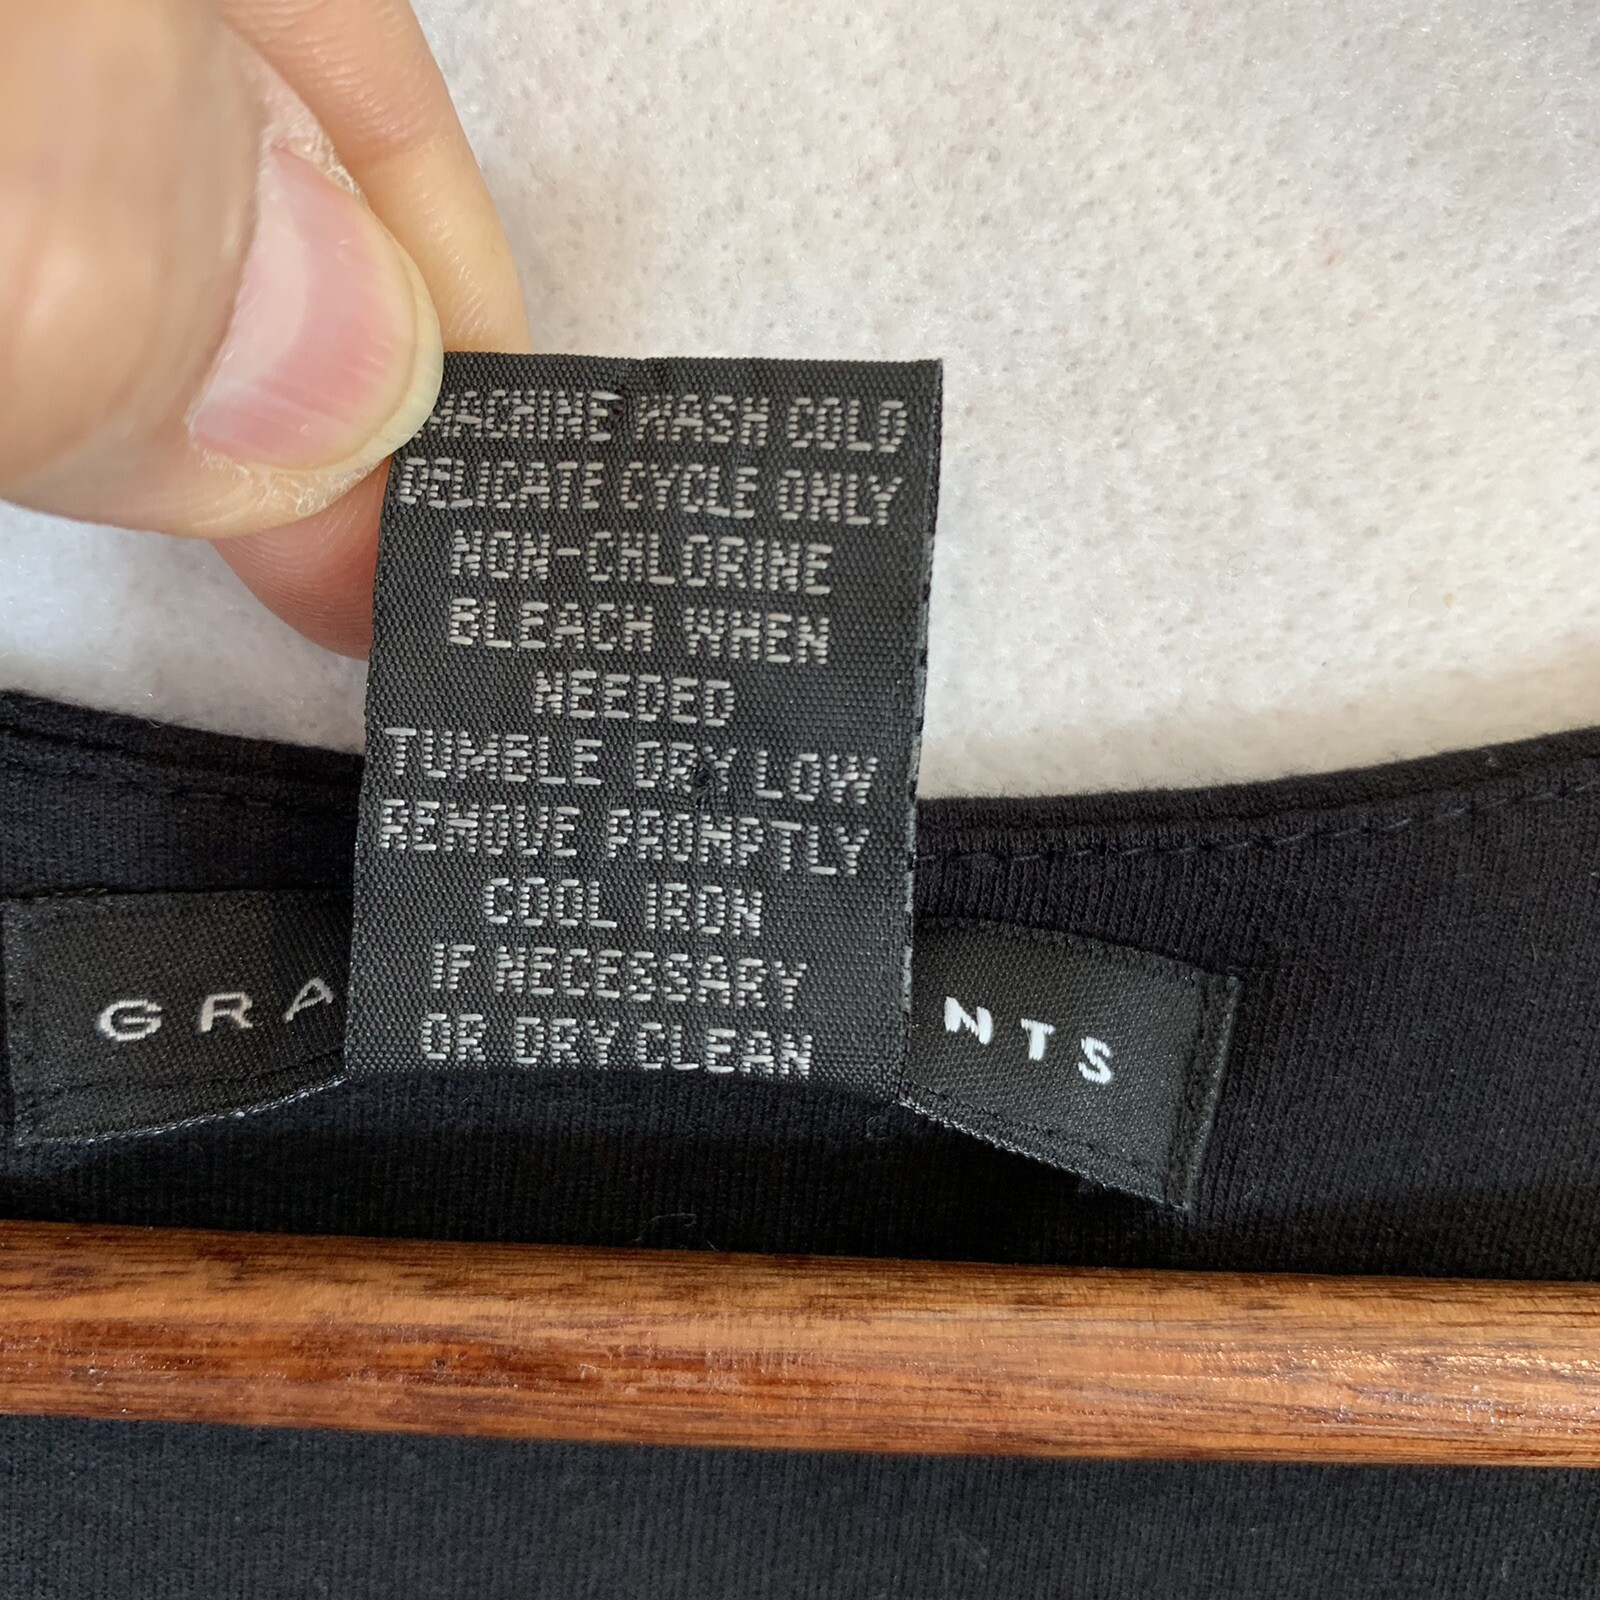 MACHINE WASH COLD
DELICATE CYCLE ONLY
NON-CHLORINE
BLEACH WHEN
NEEDED
TUMBLE DRY LOW
REMOVE PROMPTLY
COOL IRON
IF NECESSARY
OR DRY CLEAN
GRA NTS